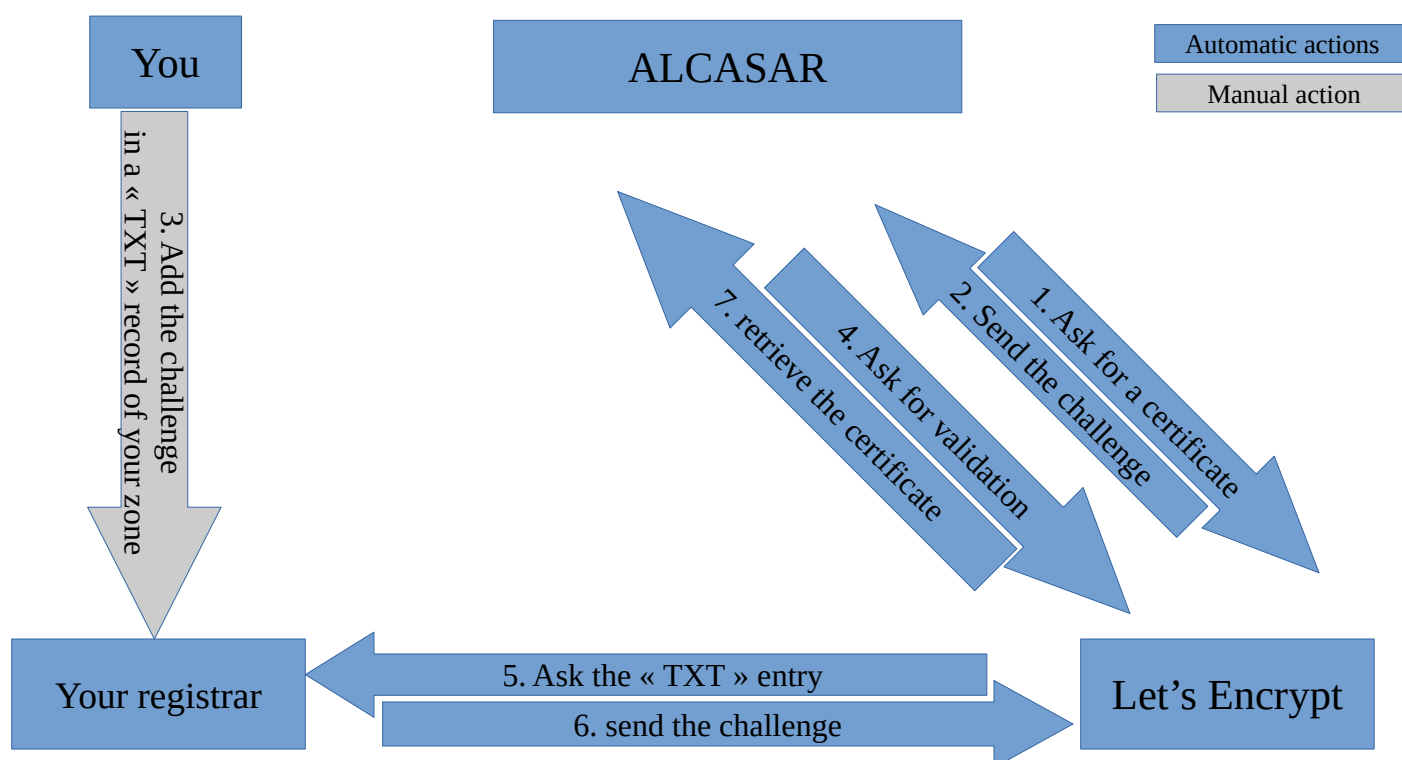 You
ALCASAR
Automatic actions
Manual action
3. Add the challenge
in a « TXT » record of your zone
1. Ask for a certificate
2. Send the challenge
4. Ask for validation
7. retrieve the certificate
Your registrar
5. Ask the « TXT » entry
6. send the challenge
Let’s Encrypt